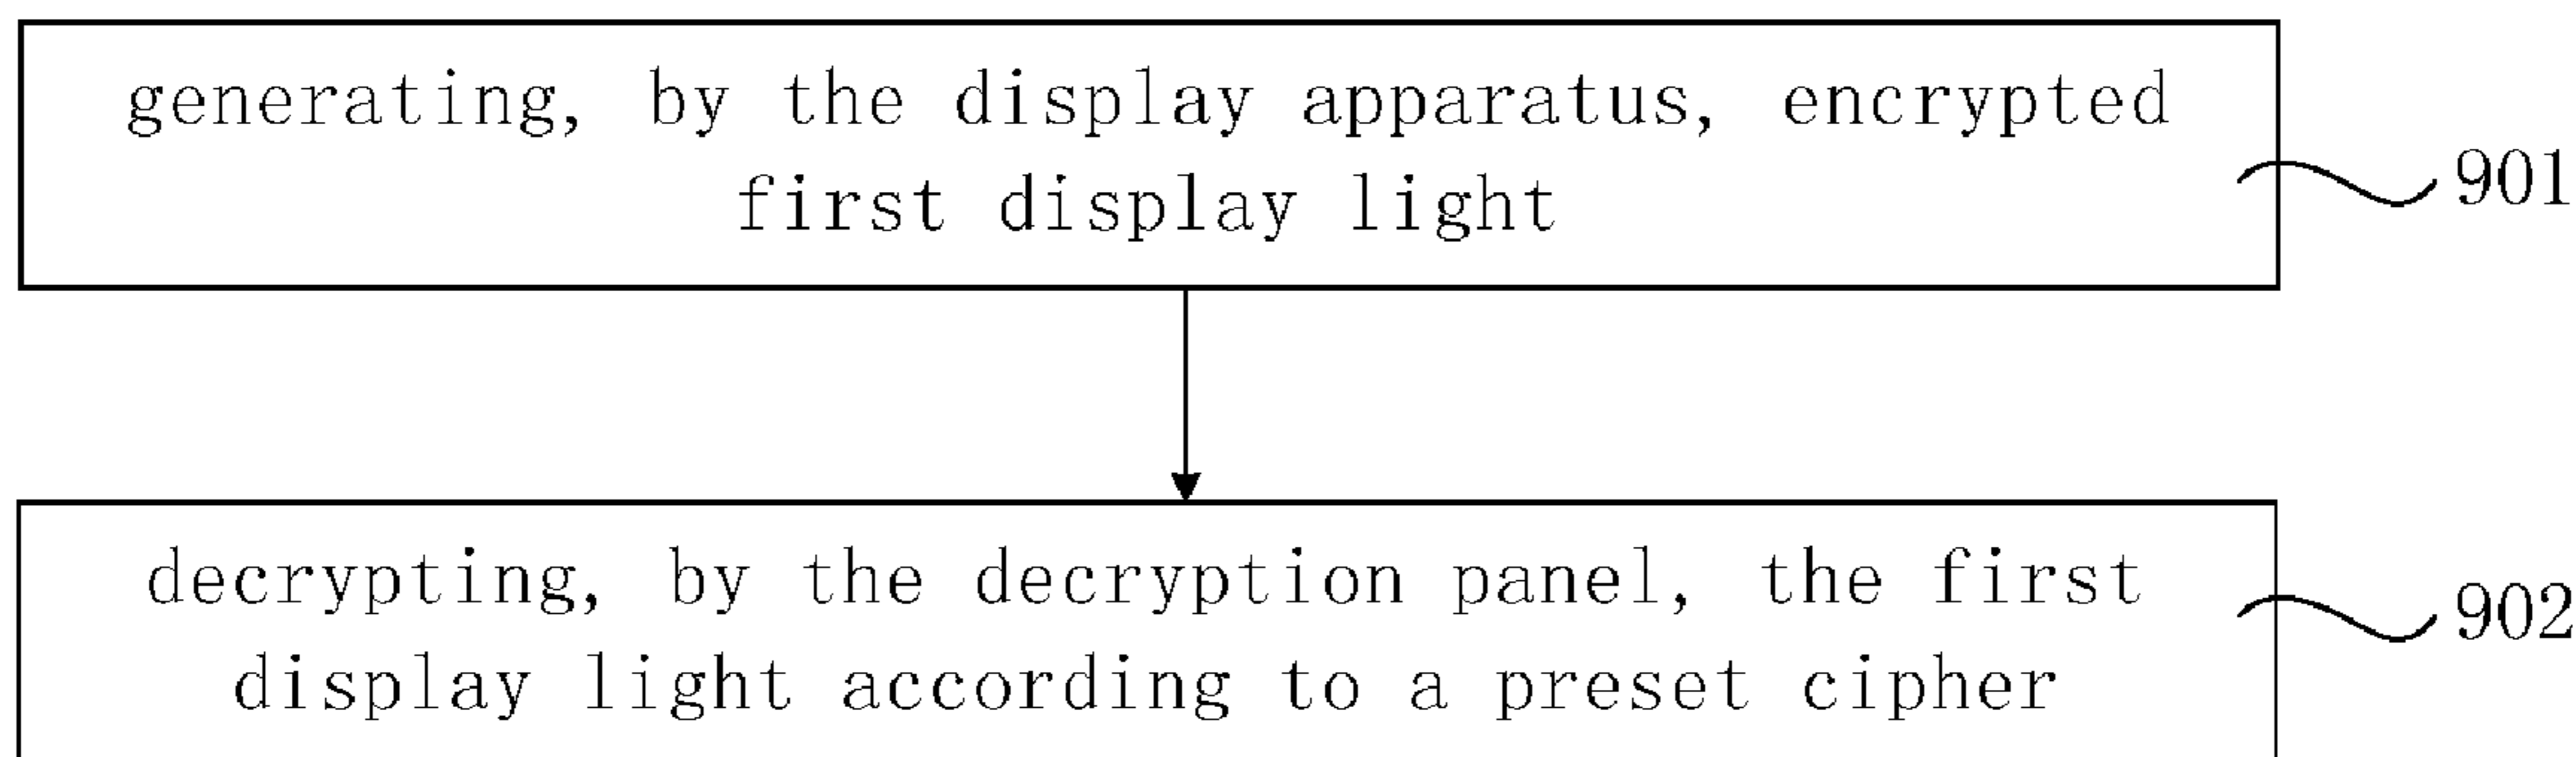 generating, by the display apparatus, encrypted
first display light
901
decrypting, by the decryption panel, the first
display light according to a preset cipher
902